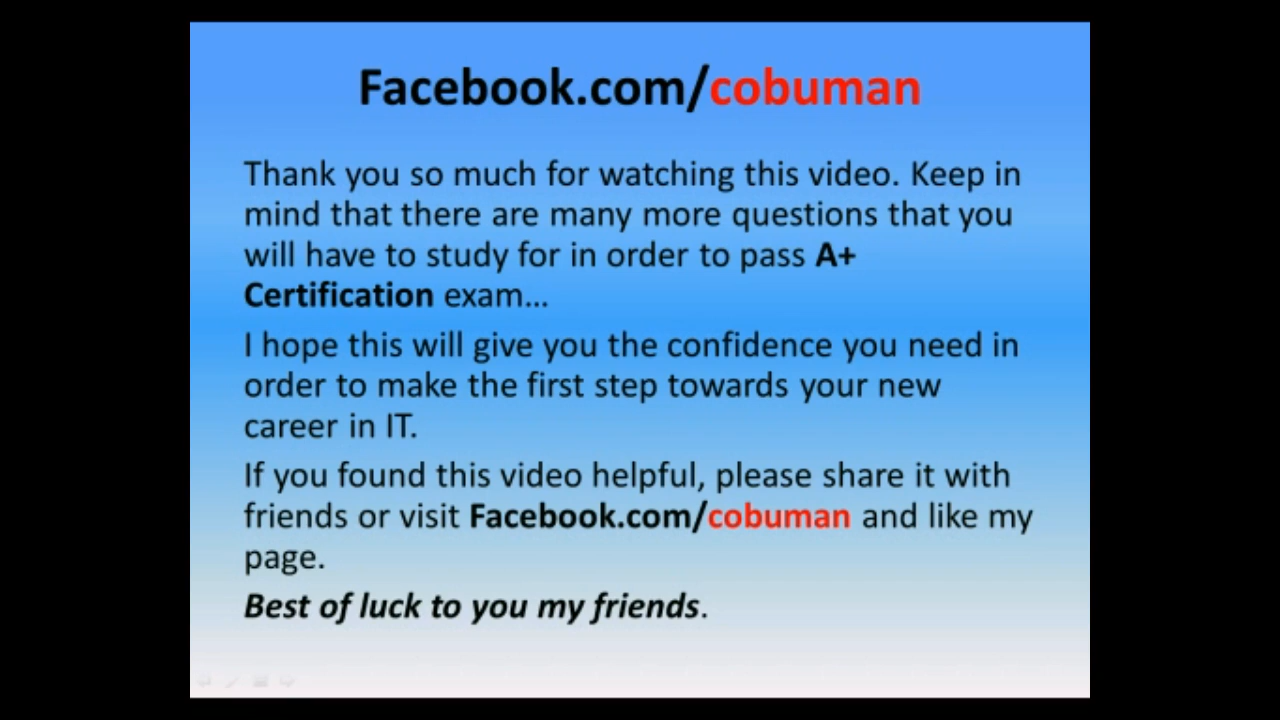 Facebook.com/cobuman
Thank you so much for watching this video. Keep in
mind that there are many more questions that you
will have to study for in order to pass A+
Certification exam...
I hope this will give you the confidence you need in
order to make the first step towards your new
career in IT.
If you found this video helpful, please share it with
friends or visit Facebook.com/cobuman and like my
page.
Best of luck to you my friends.